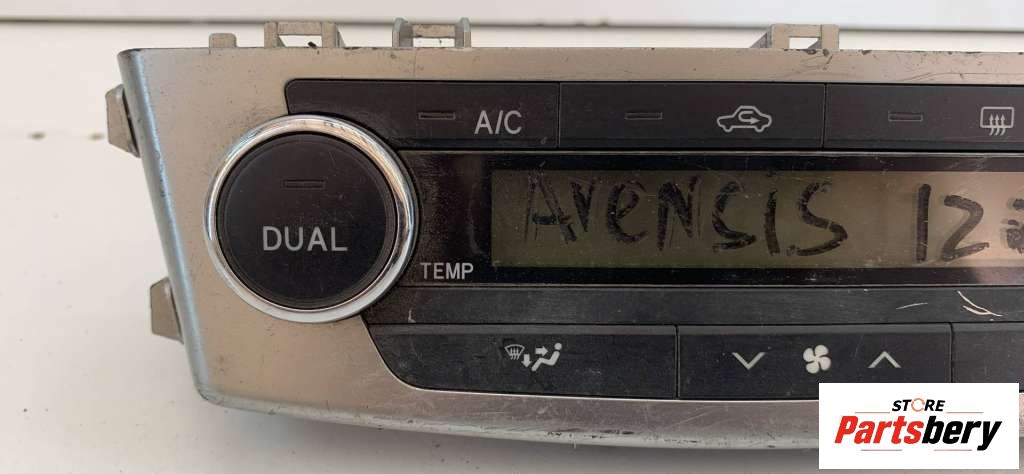 A/C
DUAL
TEMP
AVENSIS 12
STORE
Partsbery